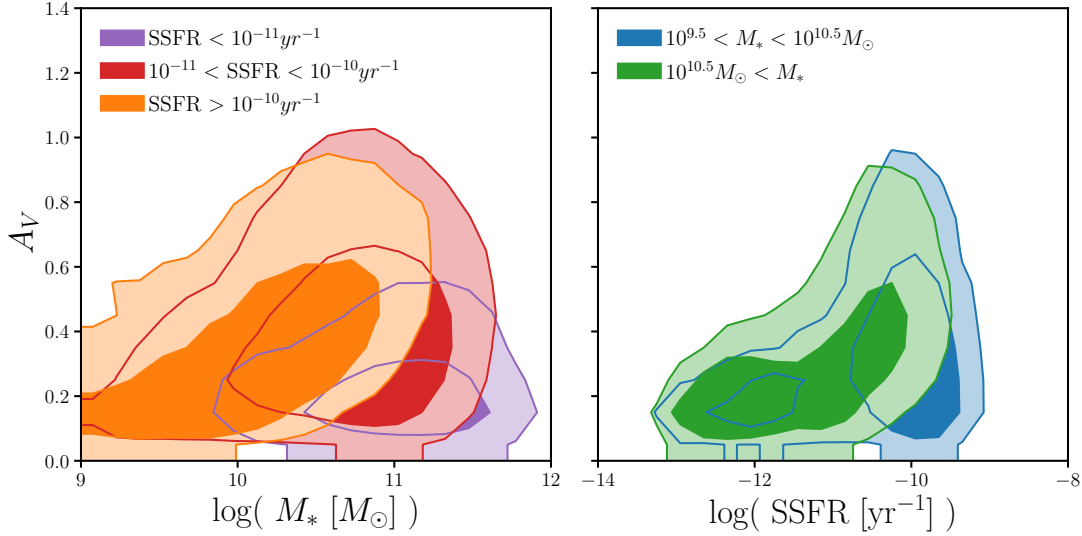 1.4
1.2
1.0
0.8
0.6
0.4
0.2
0.0
A_V
SSFR < 10^{-11}yr^{-1}
10^{-11} < SSFR < 10^{-10}yr^{-1}
SSFR > 10^{-10}yr^{-1}
9 10 11 12
log( M_* [M_⊙] )
10^{9.5} < M_* < 10^{10.5}M_⊙
10^{10.5}M_⊙ < M_*
−14 −12 −10 −8
log( SSFR [yr^{-1}] )